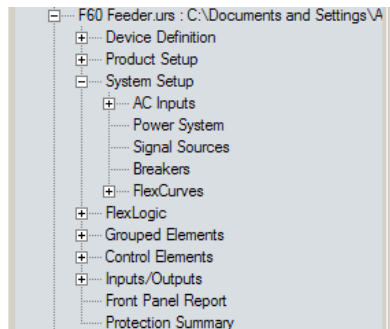 F60 Feeder.urs : C:\Documents and Settings\A
Device Definition
Product Setup
System Setup
AC Inputs
Power System
Signal Sources
Breakers
FlexCurves
FlexLogic
Grouped Elements
Control Elements
Inputs/Outputs
Front Panel Report
Protection Summary